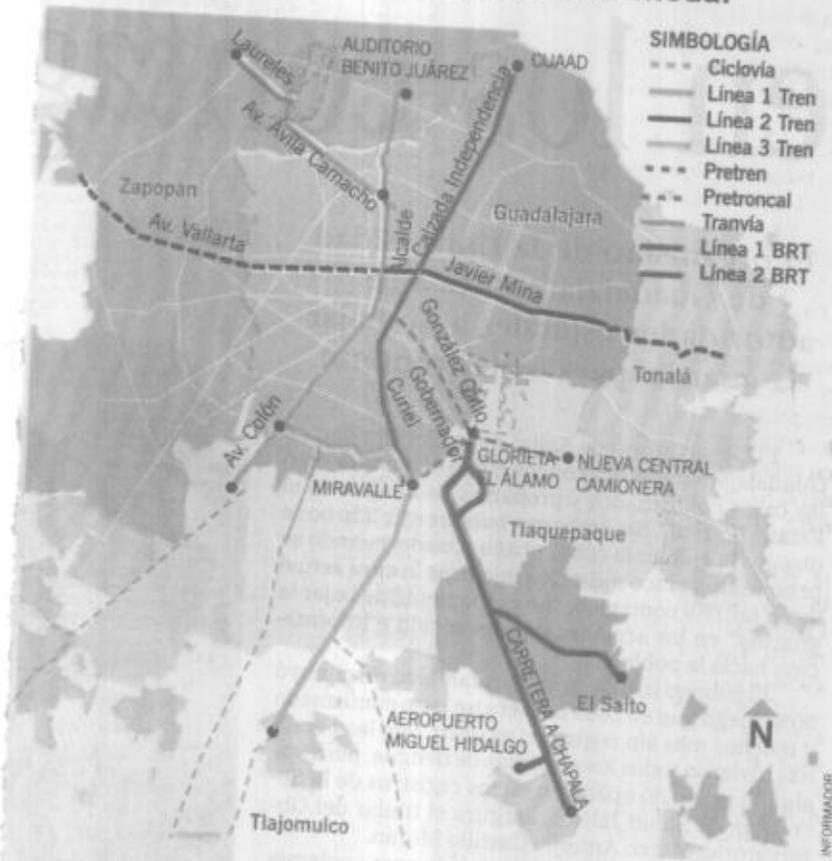 SIMBOLOGÍA
Ciclovía
Línea 1 Tren
Línea 2 Tren
Línea 3 Tren
Pretren
Pretroncal
Tranvía
Línea 1 BRT
Línea 2 BRT
Laureles
AUDITORIO
BENITO JUÁREZ
CUAAD
Av. Ávila Camacho
Calzada Independencia
Zapopan
Guadalajara
Av. Vallarta
Alcalde
Javier Mina
González Gallo
Gobernador
Curiel
Tonalá
Av. Colón
MIRAVALLE
GLORIETA
EL ÁLAMO
NUEVA CENTRAL
CAMIONERA
Tlaquepaque
CARRETERA A CHAPALA
El Salto
AEROPUERTO
MIGUEL HIDALGO
N
Tlajomulco
INFORMADOR